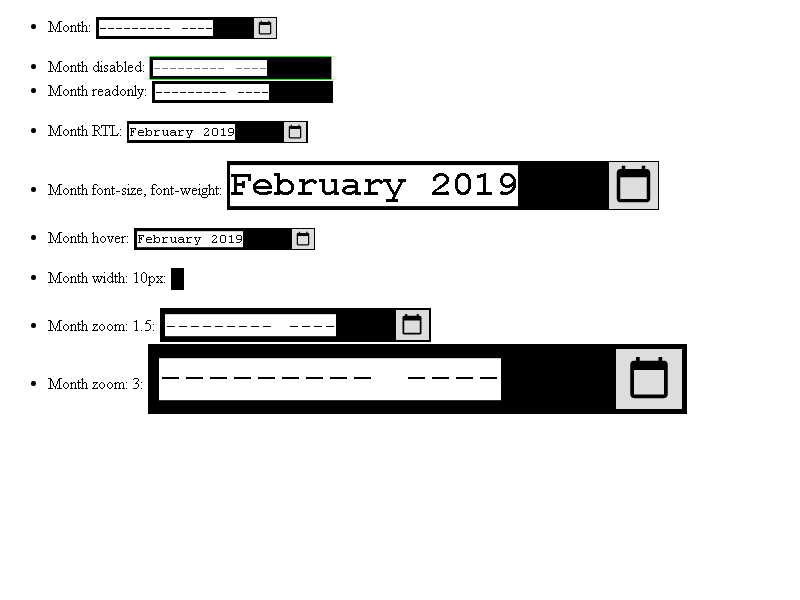 Month: --------- ----
Month disabled: --------- ----
Month readonly: --------- ----
Month RTL: February 2019
Month font-size, font-weight: February 2019
Month hover: February 2019
Month width: 10px:
Month zoom: 1.5: --------- ----
Month zoom: 3: --------- ----